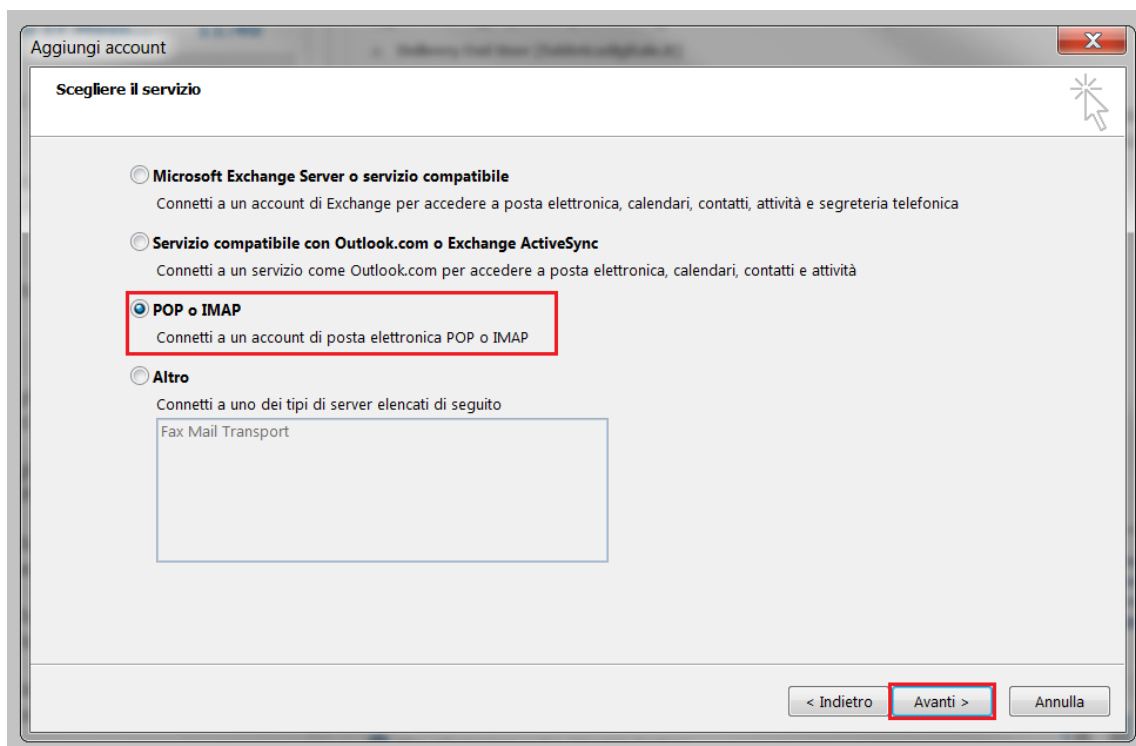 Aggiungi account
Scegliere il servizio
Microsoft Exchange Server o servizio compatibile
Connetti a un account di Exchange per accedere a posta elettronica, calendari, contatti, attività e segreteria telefonica
Servizio compatibile con Outlook.com o Exchange ActiveSync
Connetti a un servizio come Outlook.com per accedere a posta elettronica, calendari, contatti e attività
POP o IMAP
Connetti a un account di posta elettronica POP o IMAP
Altro
Connetti a uno dei tipi di server elencati di seguito
Fax Mail Transport
< Indietro Avanti > Annulla